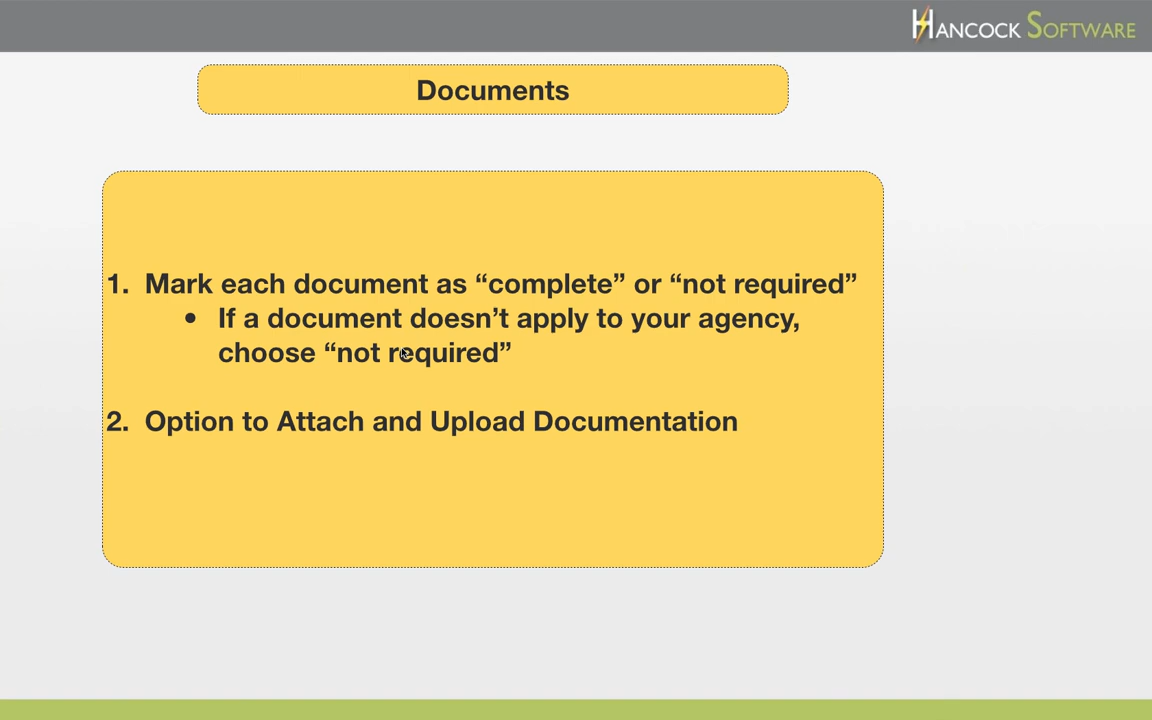 HANCOCK SOFTWARE
Documents
1. Mark each document as “complete” or “not required”
• If a document doesn’t apply to your agency,
choose “not required”
2. Option to Attach and Upload Documentation